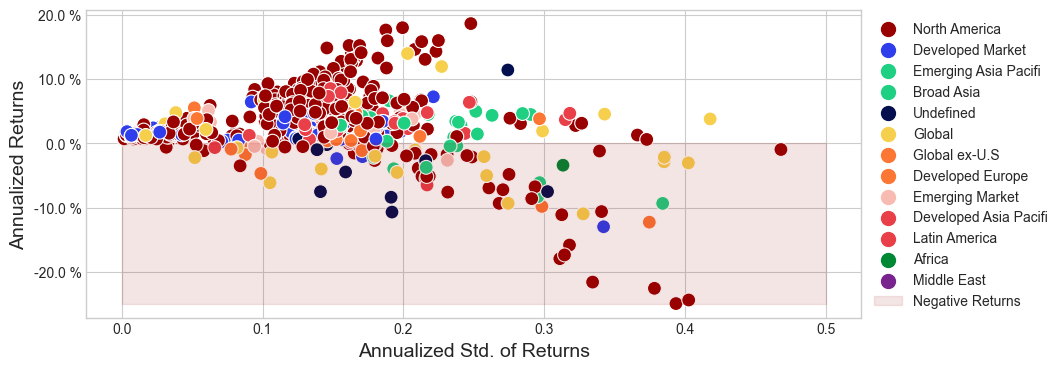 20.0 %
10.0 %
0.0 %
-10.0 %
-20.0 %
Annualized Returns
0.0
0.1
0.2
0.3
0.4
0.5
Annualized Std. of Returns
North America
Developed Market
Emerging Asia Pacifi
Broad Asia
Undefined
Global
Global ex-U.S
Developed Europe
Emerging Market
Developed Asia Pacifi
Latin America
Africa
Middle East
Negative Returns